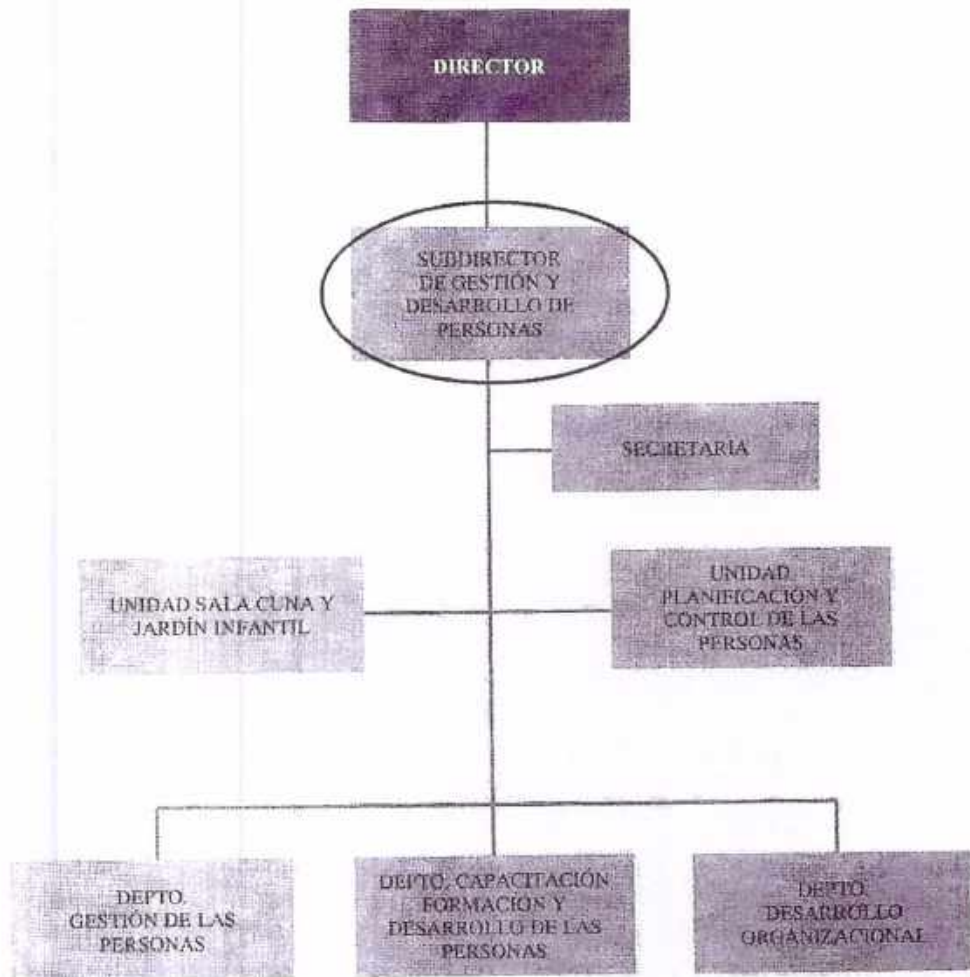 DIRECTOR
SUBDIRECTOR
DE GESTIÓN Y
DESARROLLO DE
PERSONAS
SECRETARÍA
UNIDAD SALA CUNA Y
JARDÍN INFANTIL
UNIDAD
PLANIFICACIÓN Y
CONTROL DE LAS
PERSONAS
DEPTO.
GESTIÓN DE LAS
PERSONAS
DEPTO. CAPACITACIÓN
FORMACIÓN Y
DESARROLLO DE LAS
PERSONAS
DEPTO.
DESARROLLO
ORGANIZACIONAL